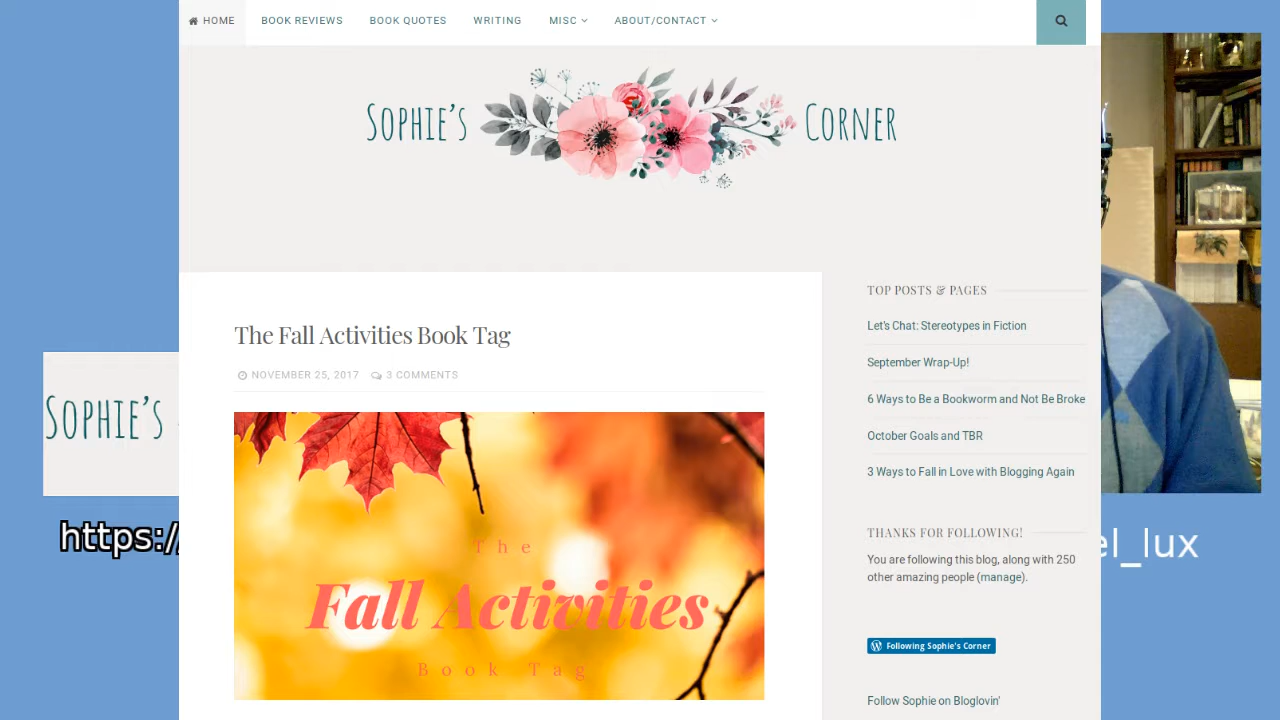 HOME BOOK REVIEWS BOOK QUOTES WRITING MISC ABOUT/CONTACT
SOPHIE'S CORNER
The Fall Activities Book Tag
NOVEMBER 25, 2017 3 COMMENTS
The
Fall Activities
Book Tag
TOP POSTS & PAGES
Let's Chat: Stereotypes in Fiction
September Wrap-Up!
6 Ways to Be a Bookworm and Not Be Broke
October Goals and TBR
3 Ways to Fall in Love with Blogging Again
THANKS FOR FOLLOWING!
You are following this blog, along with 250
other amazing people (manage).
Following Sophie's Corner
Follow Sophie on Bloglovin'
SOPHIE'S
https:/
el_lux